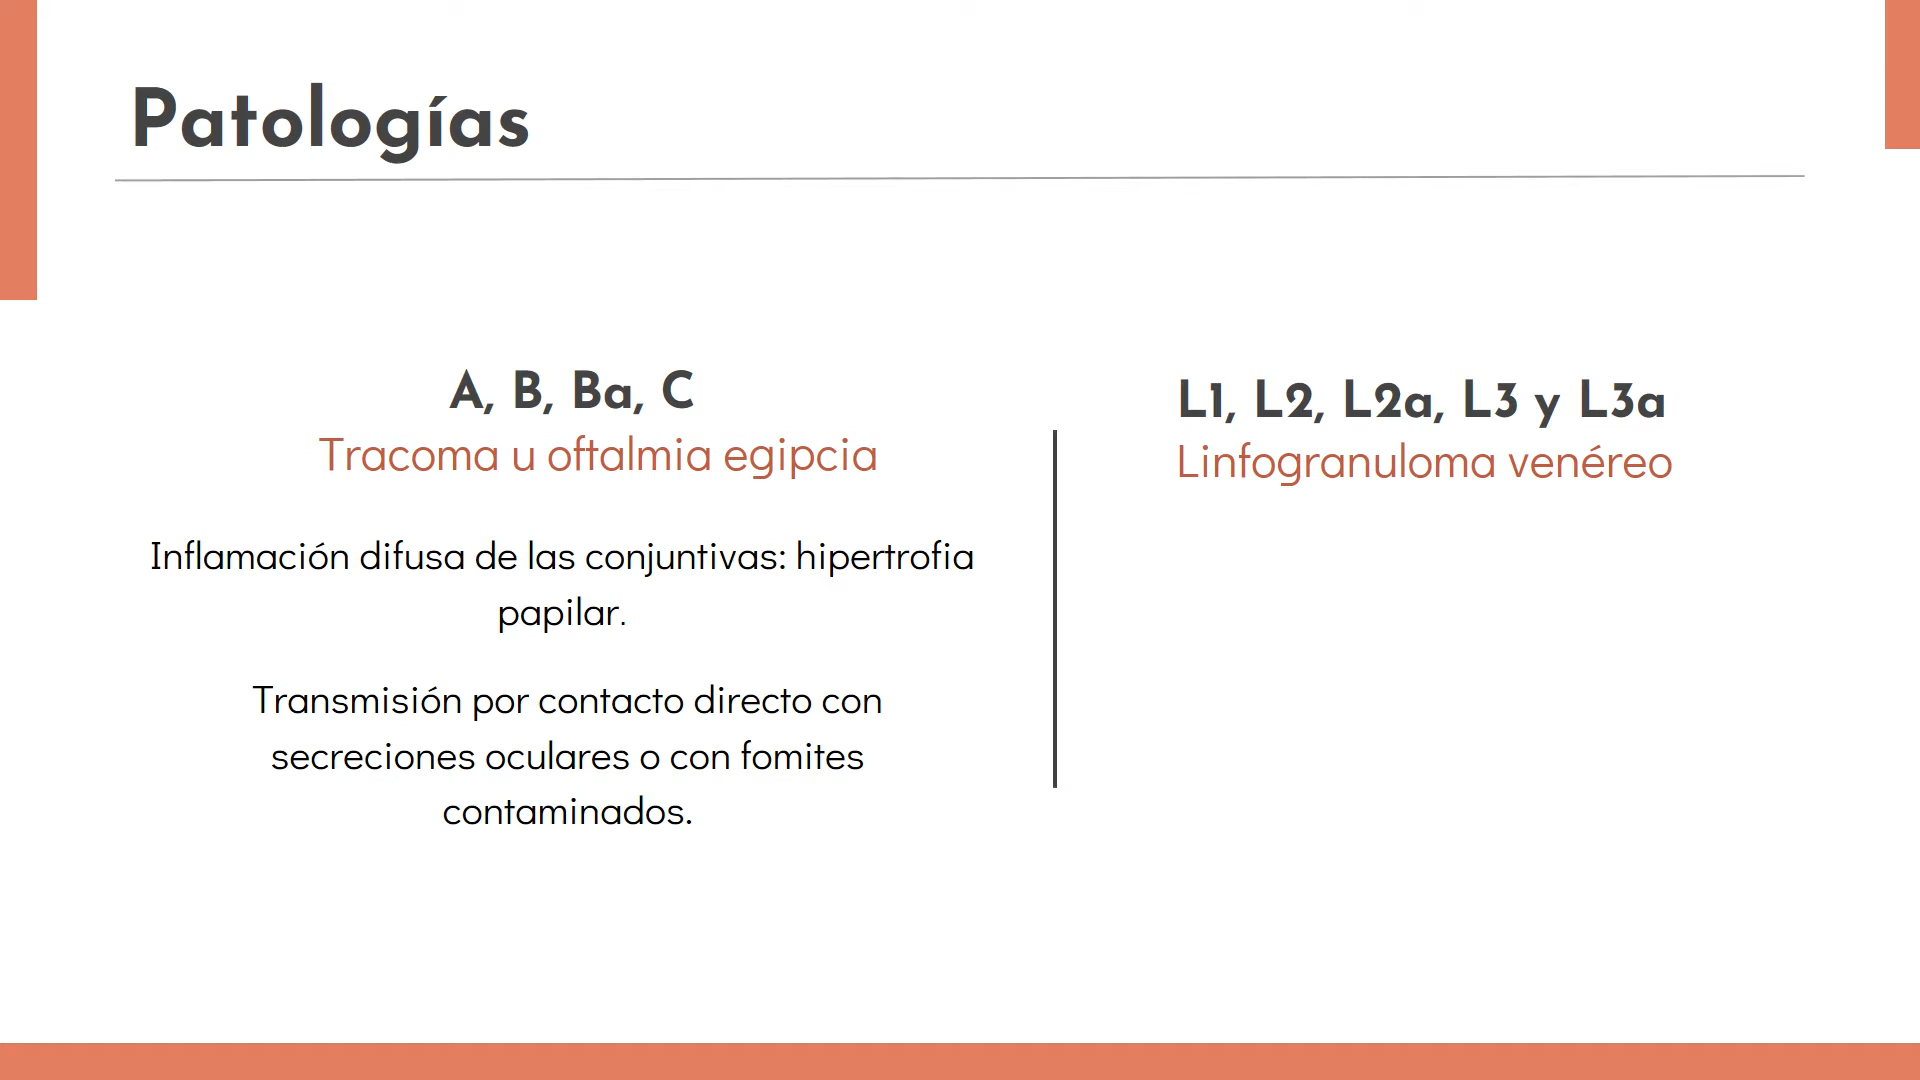 Patologías
A, B, Ba, C
Tracoma u oftalmia egipcia
Inflamación difusa de las conjuntivas: hipertrofia
papilar.
Transmisión por contacto directo con
secreciones oculares o con fomites
contaminados.
L1, L2, L2a, L3 y L3a
Linfogranuloma venéreo